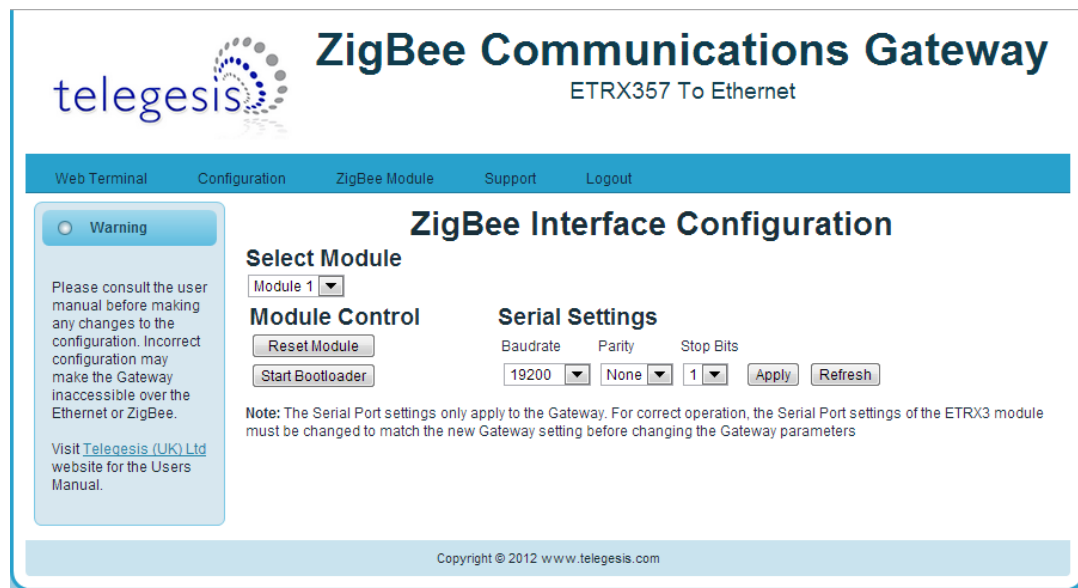 telegesis
ZigBee Communications Gateway
ETRX357 To Ethernet
Web Terminal Configuration ZigBee Module Support Logout
Warning
Please consult the user
manual before making
any changes to the
configuration. Incorrect
configuration may
make the Gateway
inaccessible over the
Ethernet or ZigBee.
Visit Telegesis (UK) Ltd
website for the Users
Manual.
ZigBee Interface Configuration
Select Module
Module 1
Module Control
Reset Module
Start Bootloader
Serial Settings
Baudrate Parity Stop Bits
19200 None 1 Apply Refresh
Note: The Serial Port settings only apply to the Gateway. For correct operation, the Serial Port settings of the ETRX3 module
must be changed to match the new Gateway setting before changing the Gateway parameters
Copyright © 2012 www.telegesis.com